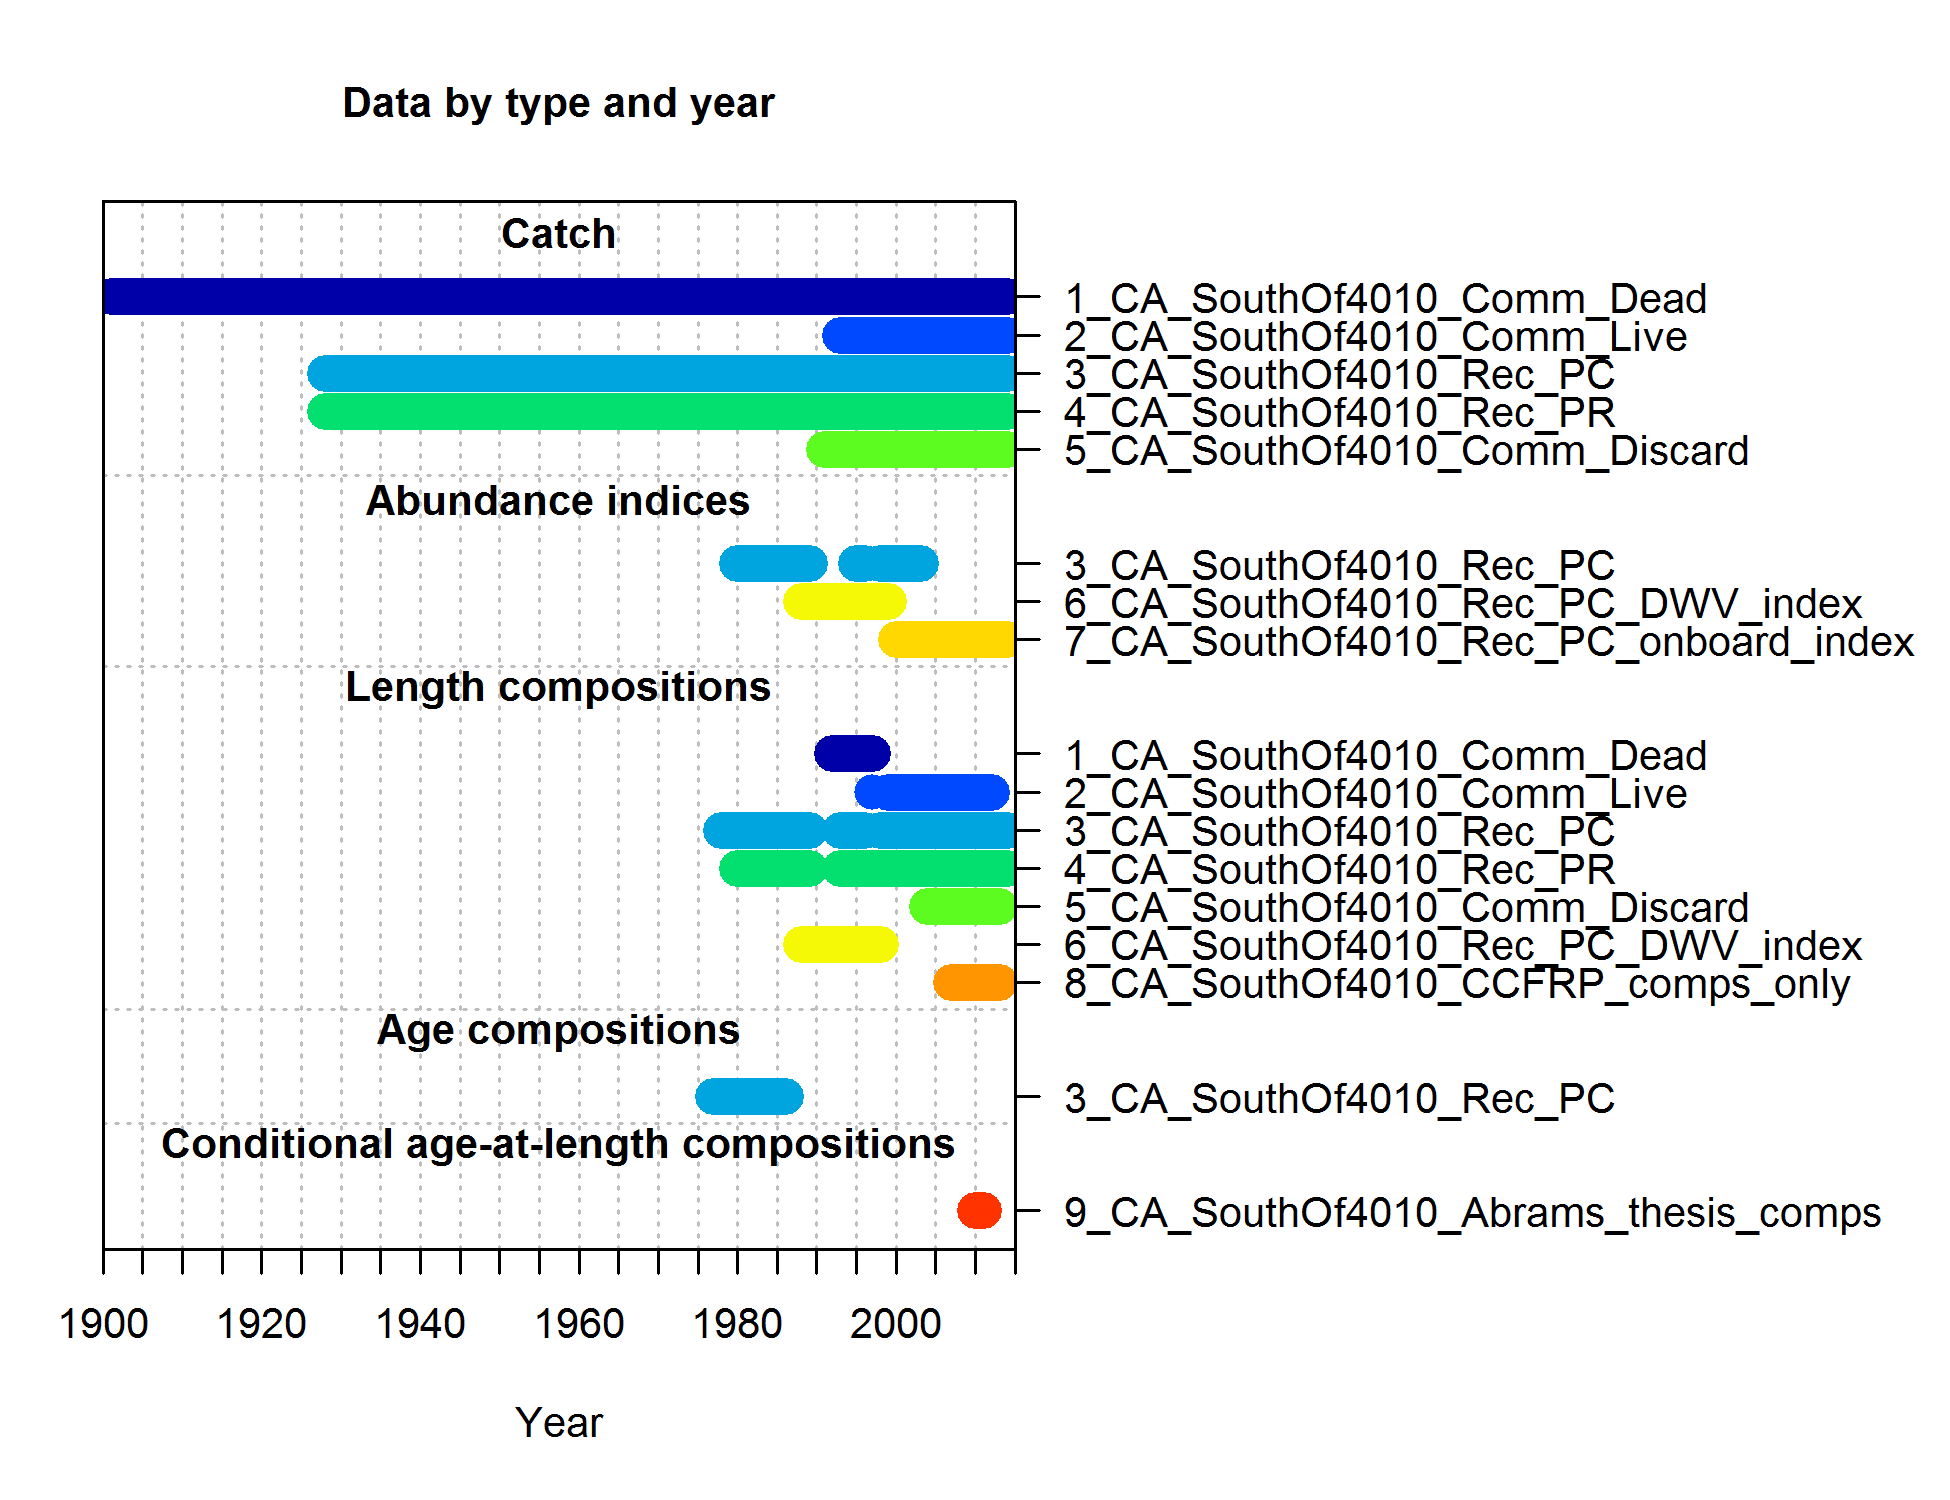 Data by type and year
Catch
1_CA_SouthOf4010_Comm_Dead
2_CA_SouthOf4010_Comm_Live
3_CA_SouthOf4010_Rec_PC
4_CA_SouthOf4010_Rec_PR
5_CA_SouthOf4010_Comm_Discard
Abundance indices
3_CA_SouthOf4010_Rec_PC
6_CA_SouthOf4010_Rec_PC_DWV_index
7_CA_SouthOf4010_Rec_PC_onboard_index
Length compositions
1_CA_SouthOf4010_Comm_Dead
2_CA_SouthOf4010_Comm_Live
3_CA_SouthOf4010_Rec_PC
4_CA_SouthOf4010_Rec_PR
5_CA_SouthOf4010_Comm_Discard
6_CA_SouthOf4010_Rec_PC_DWV_index
8_CA_SouthOf4010_CCFRP_comps_only
Age compositions
3_CA_SouthOf4010_Rec_PC
Conditional age-at-length compositions
9_CA_SouthOf4010_Abrams_thesis_comps
1900 1920 1940 1960 1980 2000
Year